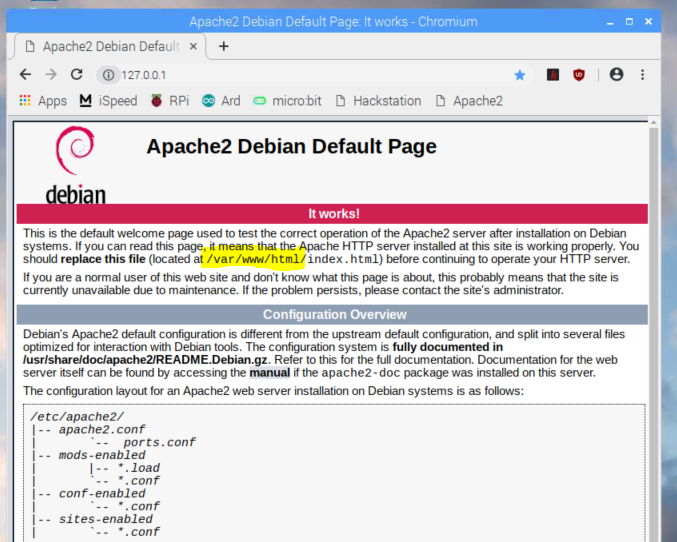 Apache2 Debian Default Page: It works - Chromium
Apache2 Debian Default × +
127.0.0.1
Apps iSpeed RPi Ard micro:bit Hackstation Apache2
debian
Apache2 Debian Default Page
It works!
This is the default welcome page used to test the correct operation of the Apache2 server after installation on Debian
systems. If you can read this page, it means that the Apache HTTP server installed at this site is working properly. You
should replace this file (located at /var/www/html/index.html) before continuing to operate your HTTP server.
If you are a normal user of this web site and don't know what this page is about, this probably means that the site is
currently unavailable due to maintenance. If the problem persists, please contact the site's administrator.
Configuration Overview
Debian's Apache2 default configuration is different from the upstream default configuration, and split into several files
optimized for interaction with Debian tools. The configuration system is fully documented in
/usr/share/doc/apache2/README.Debian.gz. Refer to this for the full documentation. Documentation for the web
server itself can be found by accessing the manual if the apache2-doc package was installed on this server.
The configuration layout for an Apache2 web server installation on Debian systems is as follows:
/etc/apache2/
|-- apache2.conf
|       `--  ports.conf
|-- mods-enabled
|       |-- *.load
|       `-- *.conf
|-- conf-enabled
|       `-- *.conf
|-- sites-enabled
|       `-- *.conf